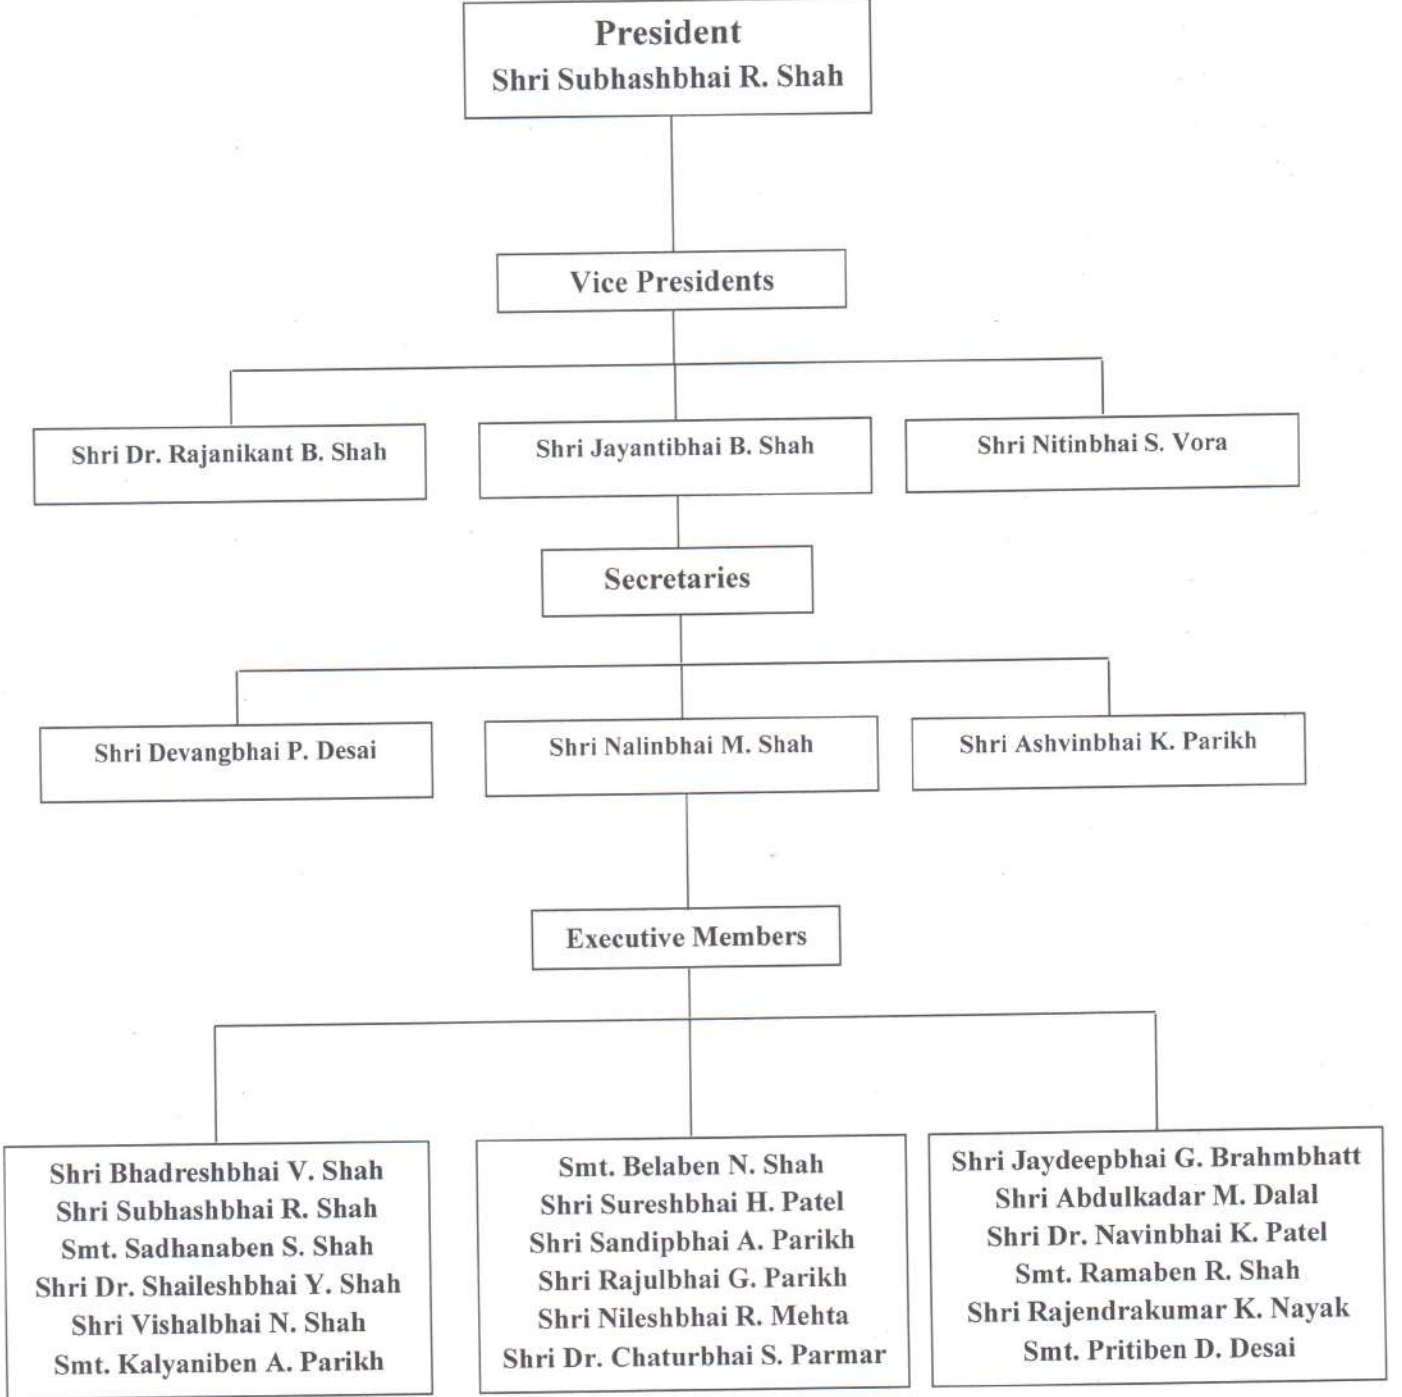 President
Shri Subhashbhai R. Shah
Vice Presidents
Shri Dr. Rajanikant B. Shah
Shri Jayantibhai B. Shah
Shri Nitinbhai S. Vora
Secretaries
Shri Devangbhai P. Desai
Shri Nalinbhai M. Shah
Shri Ashvinbhai K. Parikh
Executive Members
Shri Bhadreshbhai V. Shah
Shri Subhashbhai R. Shah
Smt. Sadhanaben S. Shah
Shri Dr. Shaileshbhai Y. Shah
Shri Vishalbhai N. Shah
Smt. Kalyaniben A. Parikh
Smt. Belaben N. Shah
Shri Sureshbhai H. Patel
Shri Sandipbhai A. Parikh
Shri Rajulbhai G. Parikh
Shri Nileshbhai R. Mehta
Shri Dr. Chaturbhai S. Parmar
Shri Jaydeepbhai G. Brahmbhatt
Shri Abdulkadar M. Dalal
Shri Dr. Navinbhai K. Patel
Smt. Ramaben R. Shah
Shri Rajendrakumar K. Nayak
Smt. Pritiben D. Desai